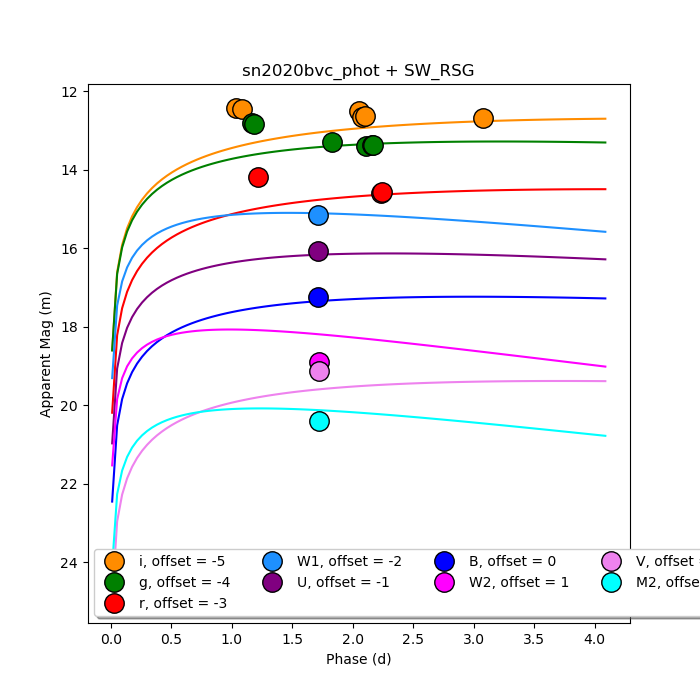 sn2020bvc_phot + SW_RSG
Apparent Mag (m)
12
14
16
18
20
22
24
i, offset = -5
W1, offset = -2
B, offset = 0
V, offset
g, offset = -4
U, offset = -1
W2, offset = 1
M2, offse
r, offset = -3
0.0 0.5 1.0 1.5 2.0 2.5 3.0 3.5 4.0
Phase (d)